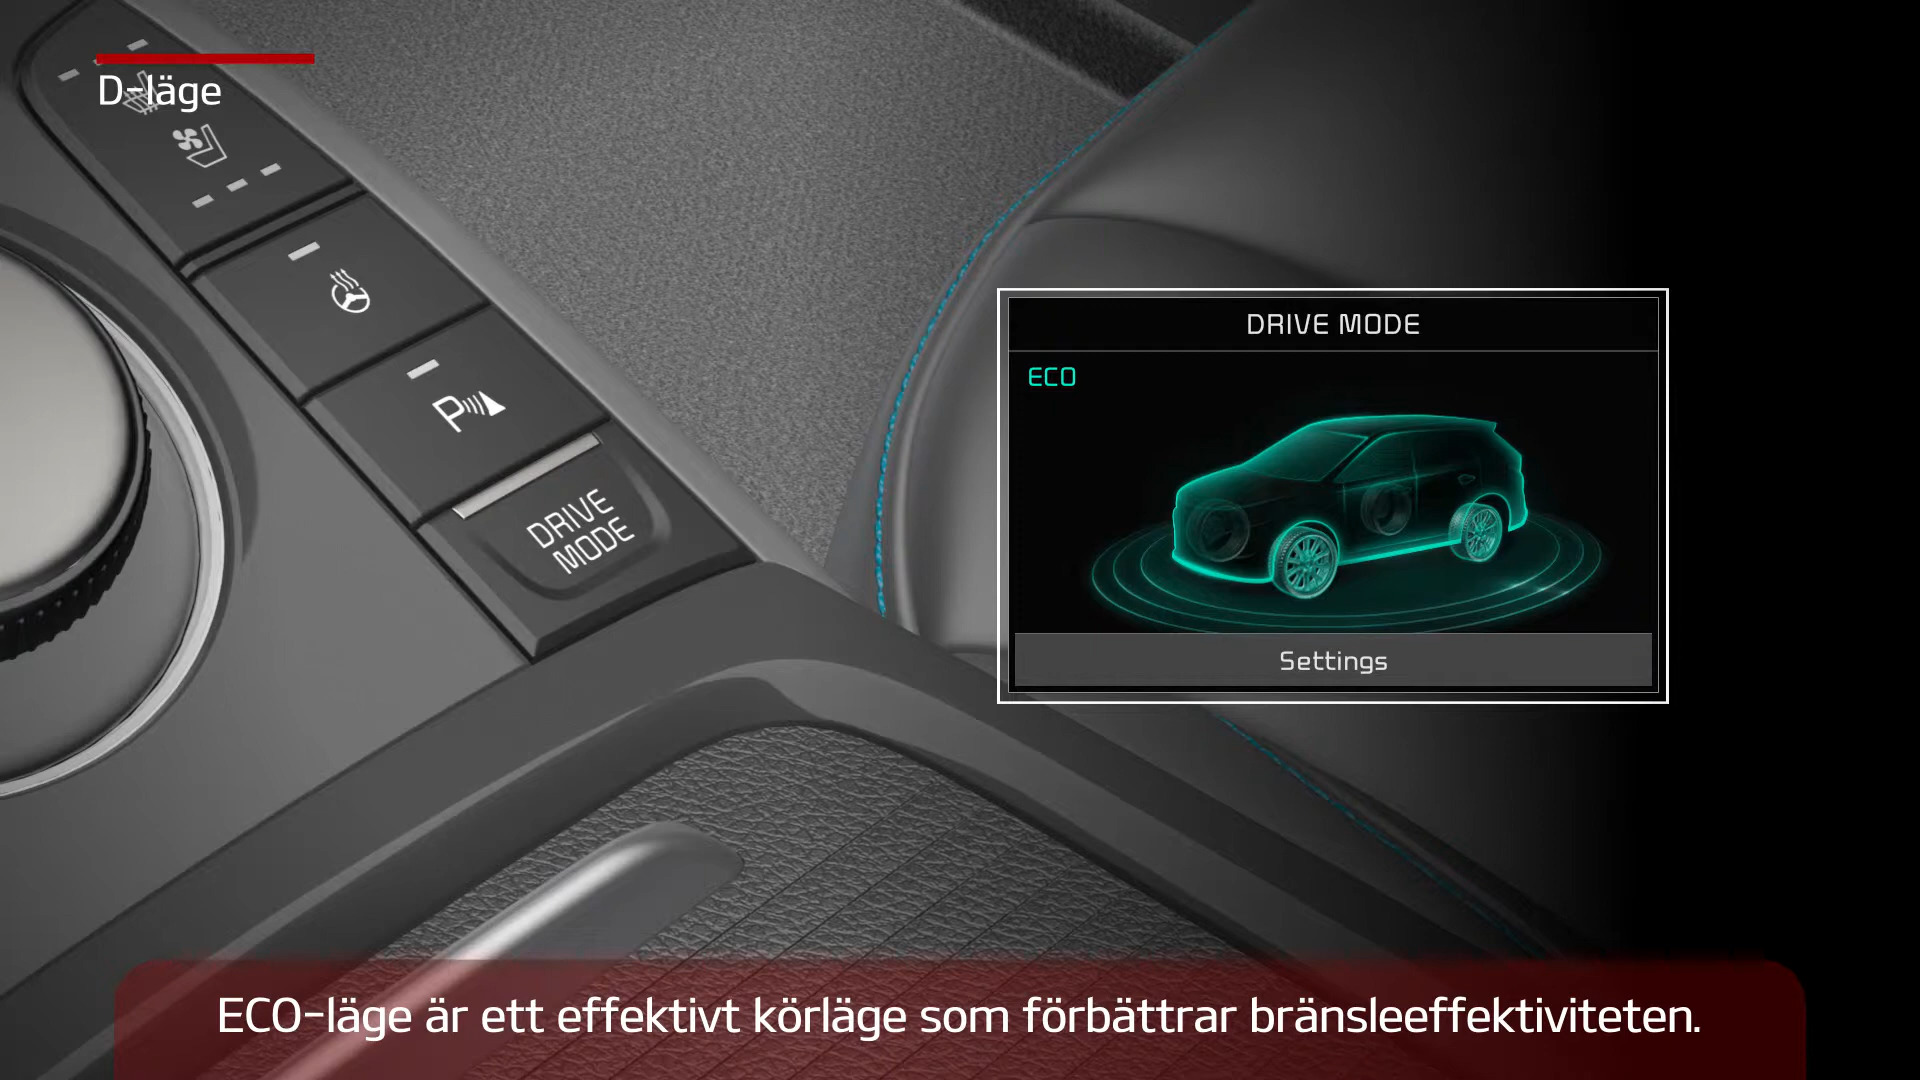 D-läge
P
DRIVE
MODE
DRIVE MODE
ECO
Settings
ECO-läge är ett effektivt körläge som förbättrar bränsleeffektiviteten.